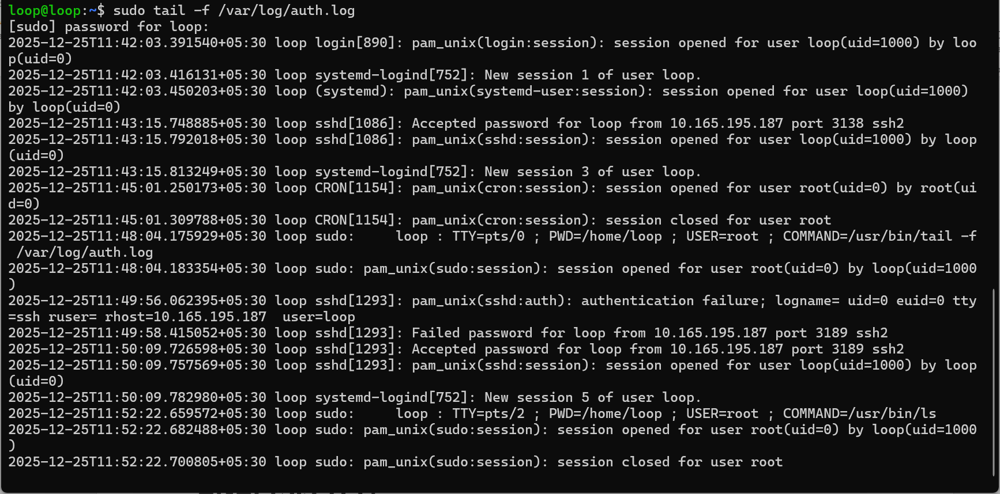 loop@loop:~$ sudo tail -f /var/log/auth.log
[sudo] password for loop:
2025-12-25T11:42:03.391540+05:30 loop login[890]: pam_unix(login:session): session opened for user loop(uid=1000) by loo
p(uid=0)
2025-12-25T11:42:03.416131+05:30 loop systemd-logind[752]: New session 1 of user loop.
2025-12-25T11:42:03.450203+05:30 loop (systemd): pam_unix(systemd-user:session): session opened for user loop(uid=1000)
by loop(uid=0)
2025-12-25T11:43:15.748885+05:30 loop sshd[1086]: Accepted password for loop from 10.165.195.187 port 3138 ssh2
2025-12-25T11:43:15.792018+05:30 loop sshd[1086]: pam_unix(sshd:session): session opened for user loop(uid=1000) by loop
(uid=0)
2025-12-25T11:43:15.813249+05:30 loop systemd-logind[752]: New session 3 of user loop.
2025-12-25T11:45:01.250173+05:30 loop CRON[1154]: pam_unix(cron:session): session opened for user root(uid=0) by root(ui
d=0)
2025-12-25T11:45:01.309788+05:30 loop CRON[1154]: pam_unix(cron:session): session closed for user root
2025-12-25T11:48:04.175929+05:30 loop sudo:     loop : TTY=pts/0 ; PWD=/home/loop ; USER=root ; COMMAND=/usr/bin/tail -f
 /var/log/auth.log
2025-12-25T11:48:04.183354+05:30 loop sudo: pam_unix(sudo:session): session opened for user root(uid=0) by loop(uid=1000
)
2025-12-25T11:49:56.062395+05:30 loop sshd[1293]: pam_unix(sshd:auth): authentication failure; logname= uid=0 euid=0 tty
=ssh ruser= rhost=10.165.195.187  user=loop
2025-12-25T11:49:58.415052+05:30 loop sshd[1293]: Failed password for loop from 10.165.195.187 port 3189 ssh2
2025-12-25T11:50:09.726598+05:30 loop sshd[1293]: Accepted password for loop from 10.165.195.187 port 3189 ssh2
2025-12-25T11:50:09.757569+05:30 loop sshd[1293]: pam_unix(sshd:session): session opened for user loop(uid=1000) by loop
(uid=0)
2025-12-25T11:50:09.782980+05:30 loop systemd-logind[752]: New session 5 of user loop.
2025-12-25T11:52:22.659572+05:30 loop sudo:     loop : TTY=pts/2 ; PWD=/home/loop ; USER=root ; COMMAND=/usr/bin/ls
2025-12-25T11:52:22.682488+05:30 loop sudo: pam_unix(sudo:session): session opened for user root(uid=0) by loop(uid=1000
)
2025-12-25T11:52:22.700805+05:30 loop sudo: pam_unix(sudo:session): session closed for user root